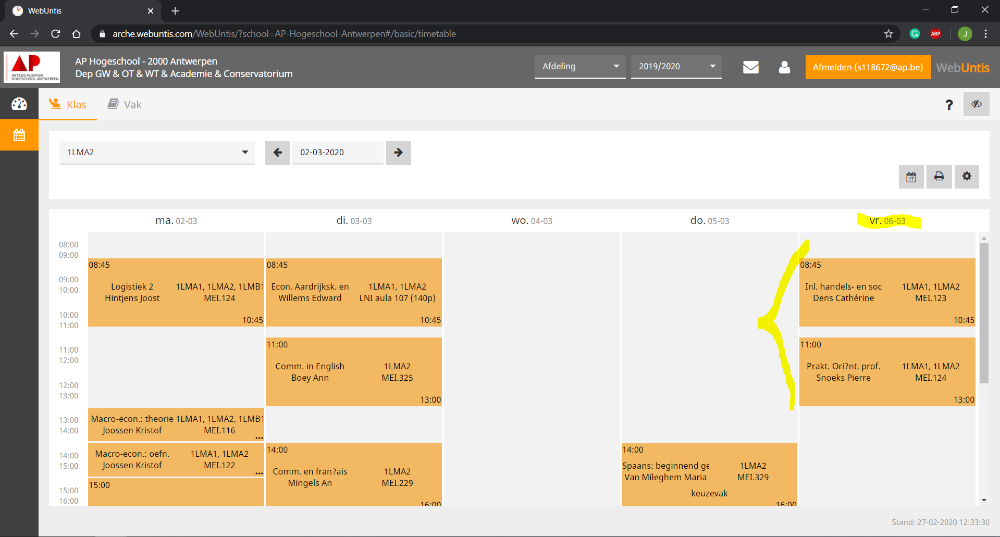 WebUntis
arche.webuntis.com/WebUntis/?school=AP-Hogeschool-Antwerpen#/basic/timetable
ABP
J
AP
ARTESIS PLANTIJN
HOGESCHOOL ANTWERPEN
AP Hogeschool - 2000 Antwerpen
Dep GW & OT & WT & Academie & Conservatorium
Afdeling
2019/2020
Afmelden (s118672@ap.be)
WebUntis
Klas
Vak
?
1LMA2
02-03-2020
17
ma. 02-03
di. 03-03
wo. 04-03
do. 05-03
vr. 06-03
08:00
09:00
09:00
10:00
10:00
11:00
11:00
12:00
12:00
13:00
13:00
14:00
14:00
15:00
15:00
16:00
08:45
Logistiek 2
Hintjens Joost
1LMA1, 1LMA2, 1LMB1
MEI.124
10:45
Macro-econ.: theorie
Joossen Kristof
1LMA1, 1LMA2, 1LMB1
MEI.116
...
Macro-econ.: oefn.
Joossen Kristof
1LMA1, 1LMA2
MEI.122
...
15:00
08:45
Econ. Aardrijksk. en
Willems Edward
1LMA1, 1LMA2
LNI aula 107 (140p)
10:45
11:00
Comm. in English
Boey Ann
1LMA2
MEI.325
13:00
14:00
Comm. en fran?ais
Mingels An
1LMA2
MEI.229
16:00
14:00
Spaans: beginnend ge
Van Mileghem Maria
1LMA2
MEI.329
keuzevak
16:00
08:45
Inl. handels- en soc
Dens Cathérine
1LMA1, 1LMA2
MEI.123
10:45
11:00
Prakt. Ori?nt. prof.
Snoeks Pierre
1LMA1, 1LMA2
MEI.124
13:00
Stand: 27-02-2020 12:33:30